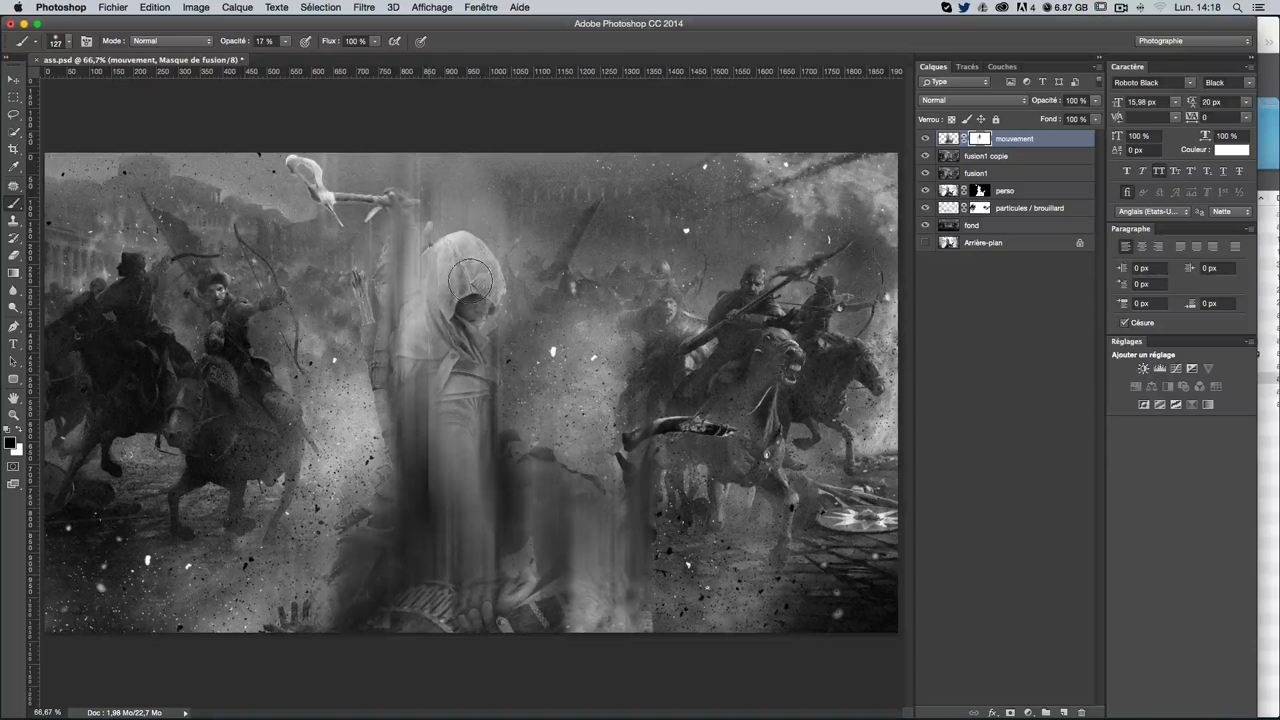 Photoshop Fichier Edition Image Calque Texte Sélection Filtre 3D Affichage Fenêtre Aide 4 6.87 GB Lun. 14:18
Adobe Photoshop CC 2014
127 Mode : Normal Opacité : 17 % Flux : 100 % Photographie
ass.psd @ 66,7% (mouvement, Masque de fusion/8) *
Calques Tracés Couches
Type
Normal Opacité : 100 %
Verrou : Fond : 100 %
mouvement
fusion1 copie
fusion1
perso
particules / brouillard
fond
Arrière-plan
Caractère
Roboto Black Black
15,98 px 20 px
0
100 % 100 %
0 px Couleur :
Anglais (Etats-U... Nette
Paragraphe
0 px 0 px
0 px
0 px 0 px
Césure
Réglages
Ajouter un réglage
66,67 % Doc : 1,98 Mo/22,7 Mo